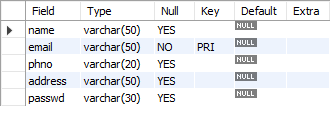 Field Type Null Key Default Extra
name varchar(50) YES NULL
email varchar(50) NO PRI NULL
phno varchar(20) YES NULL
address varchar(50) YES NULL
passwd varchar(30) YES NULL